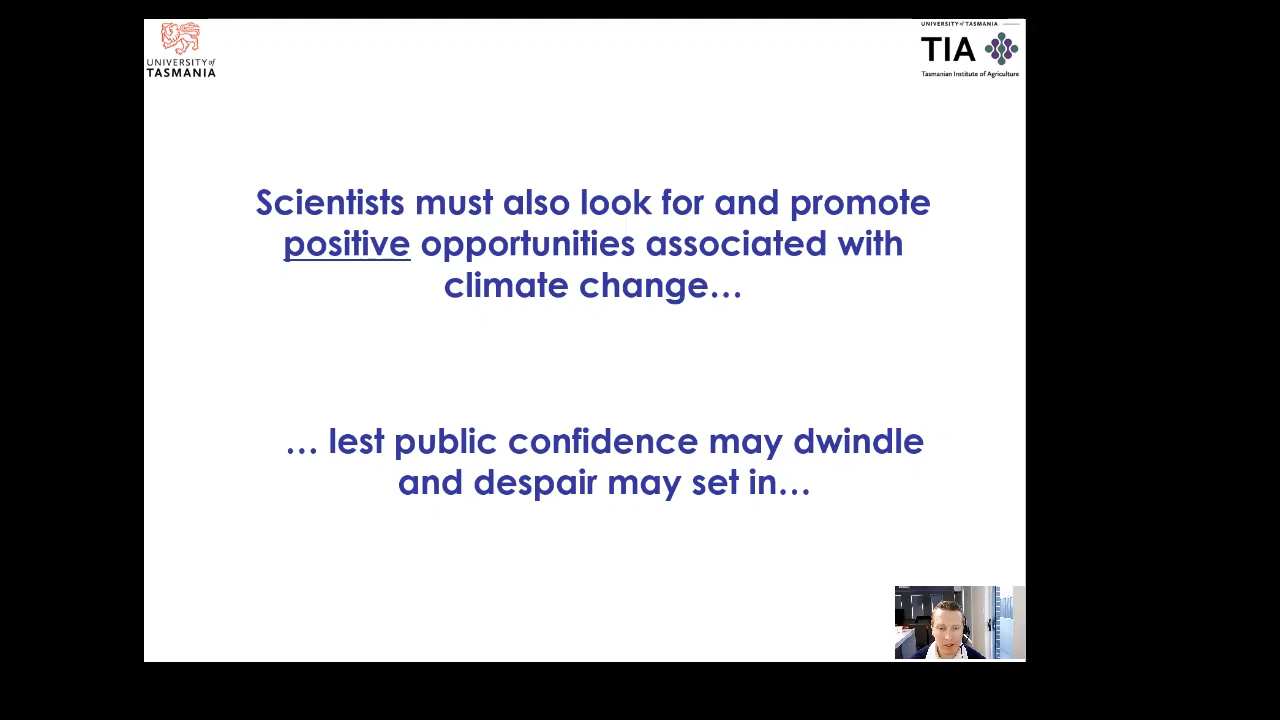 UNIVERSITY of
TASMANIA
UNIVERSITY of TASMANIA
TIA
Tasmanian Institute of Agriculture
Scientists must also look for and promote
positive opportunities associated with
climate change…
… lest public confidence may dwindle
and despair may set in…